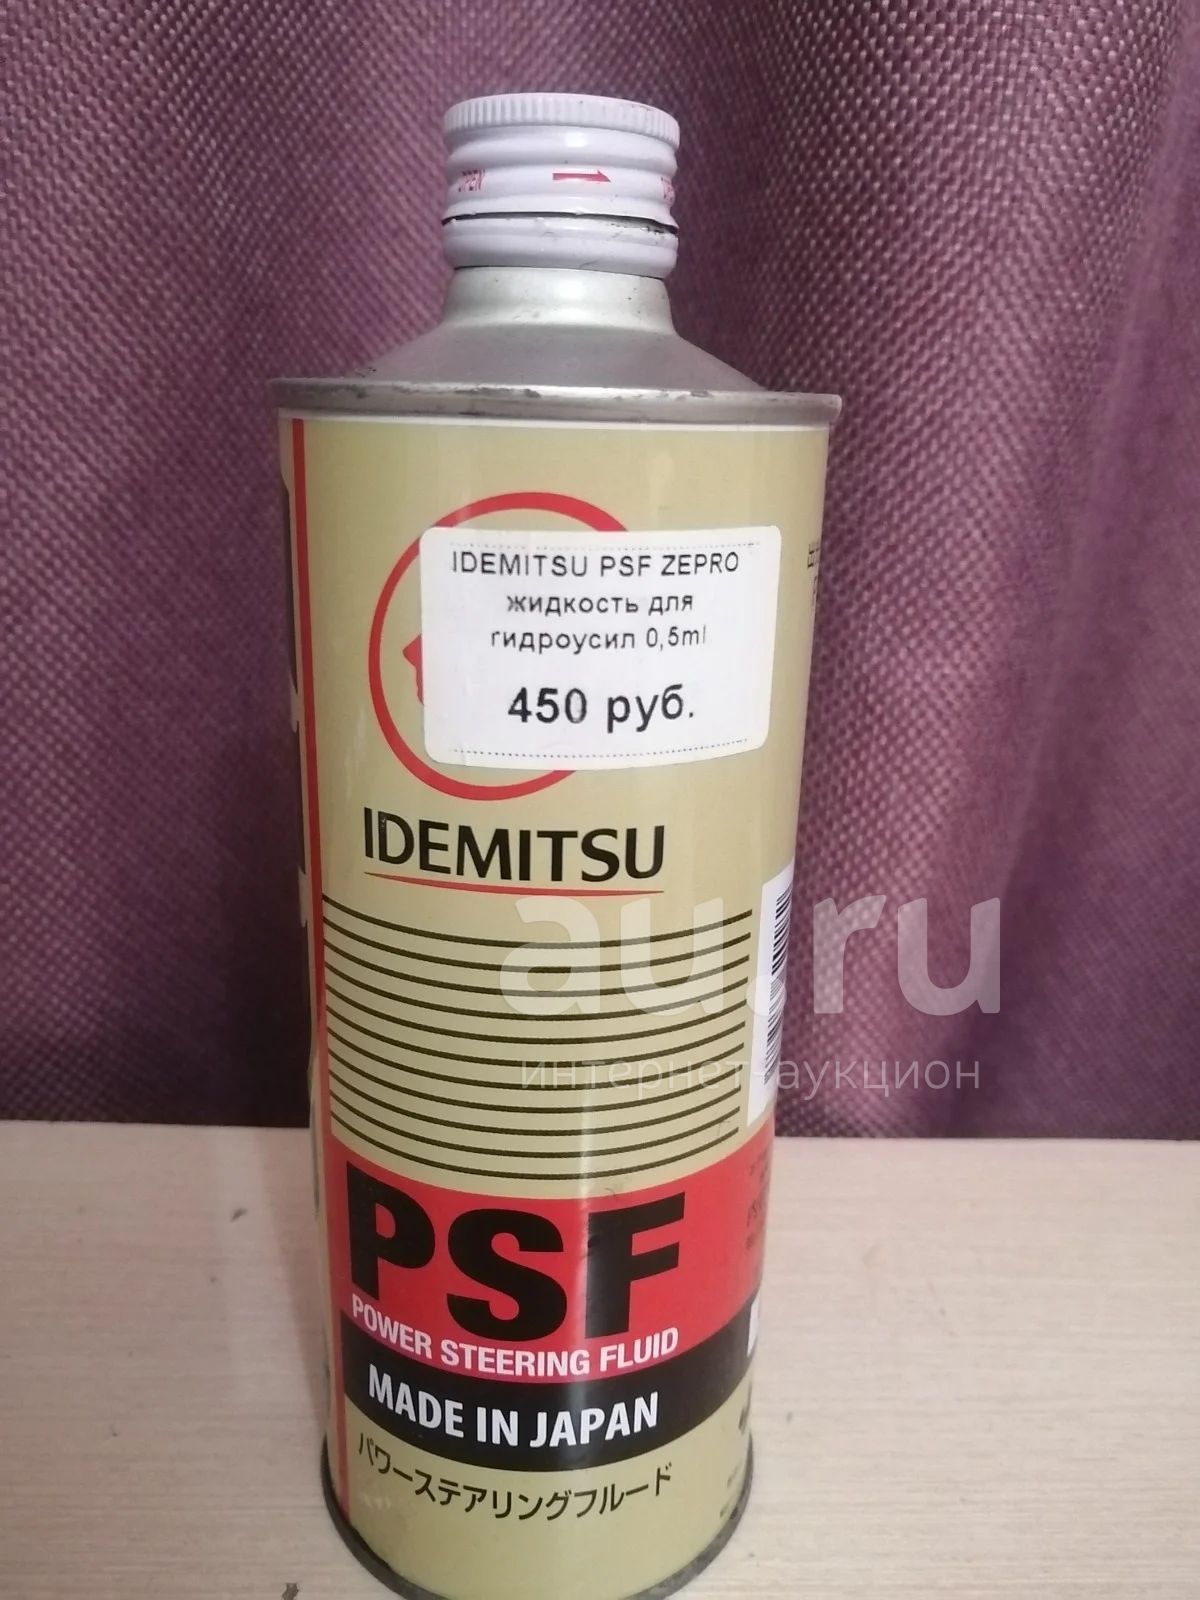 OPEN
IDEMITSU PSF ZEPRO
жидкость для
гидроусил 0,5ml
450 руб.
IDEMITSU
au.ru
интернет-аукцион
PSF
POWER STEERING FLUID
MADE IN JAPAN
パワーステアリングフルード